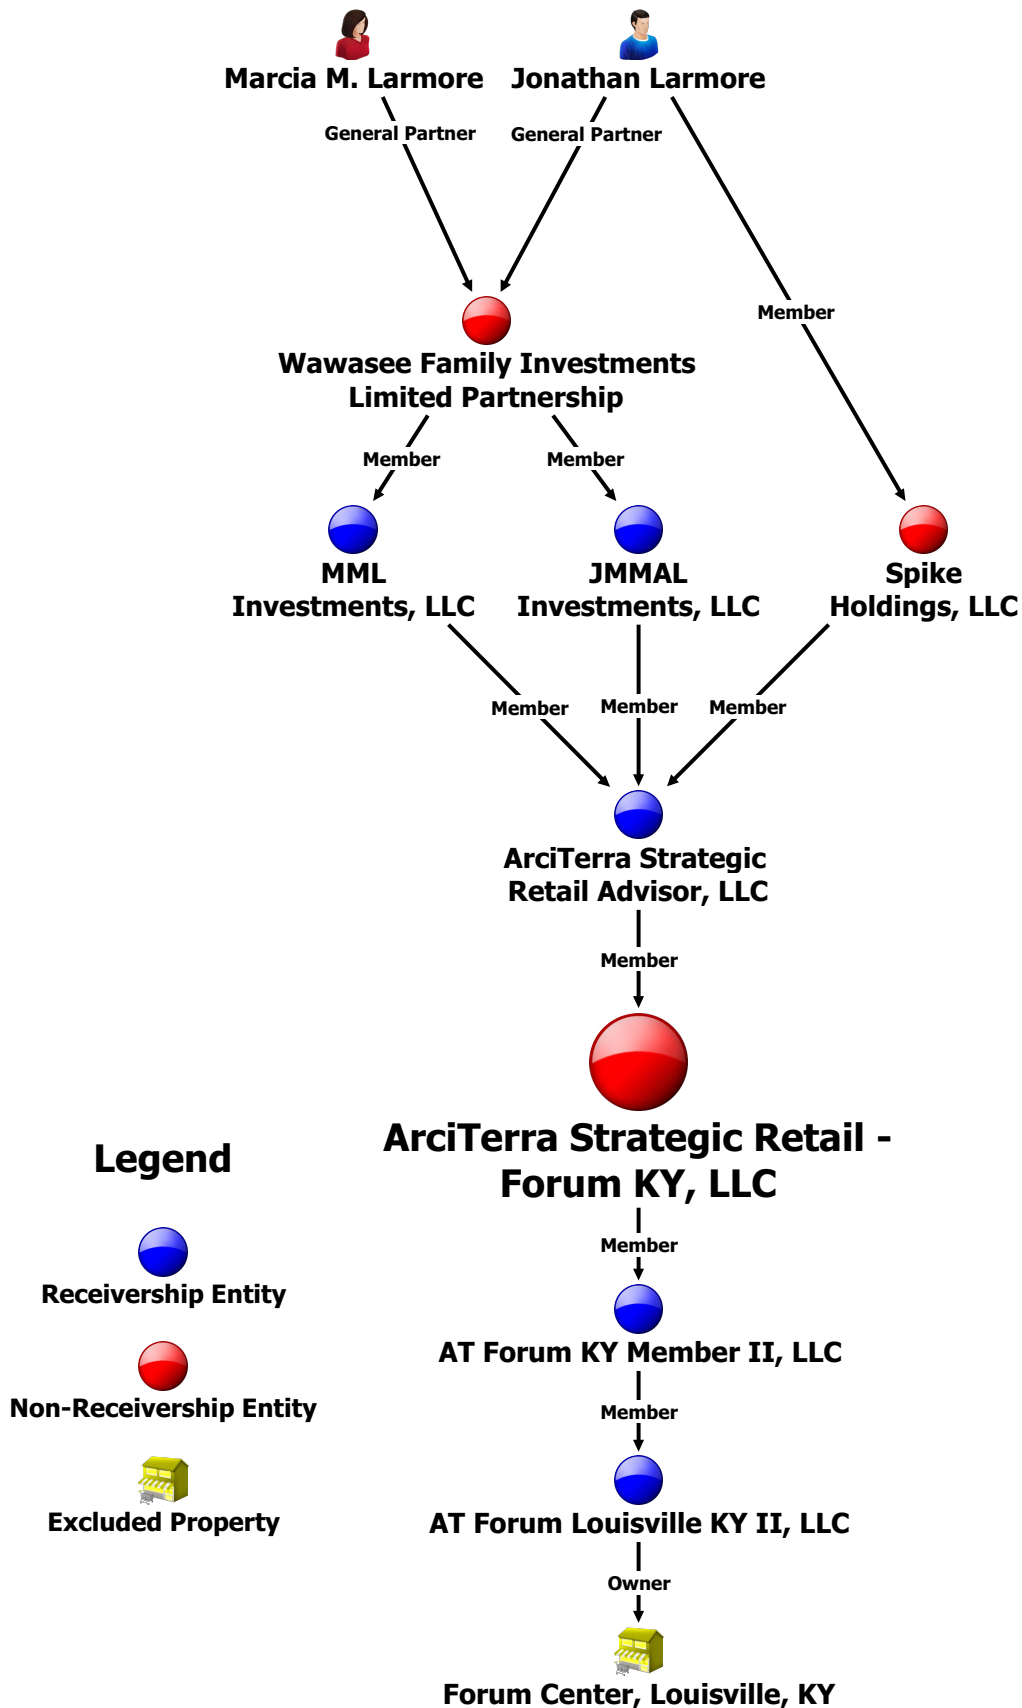 Marcia M. Larmore
Jonathan Larmore
General Partner
General Partner
Member
Wawasee Family Investments
Limited Partnership
Member
Member
MML
Investments, LLC
JMMAL
Investments, LLC
Spike
Holdings, LLC
Member
Member
Member
ArciTerra Strategic
Retail Advisor, LLC
Member
ArciTerra Strategic Retail -
Forum KY, LLC
Member
AT Forum KY Member II, LLC
Member
AT Forum Louisville KY II, LLC
Owner
Forum Center, Louisville, KY
Legend
Receivership Entity
Non-Receivership Entity
Excluded Property